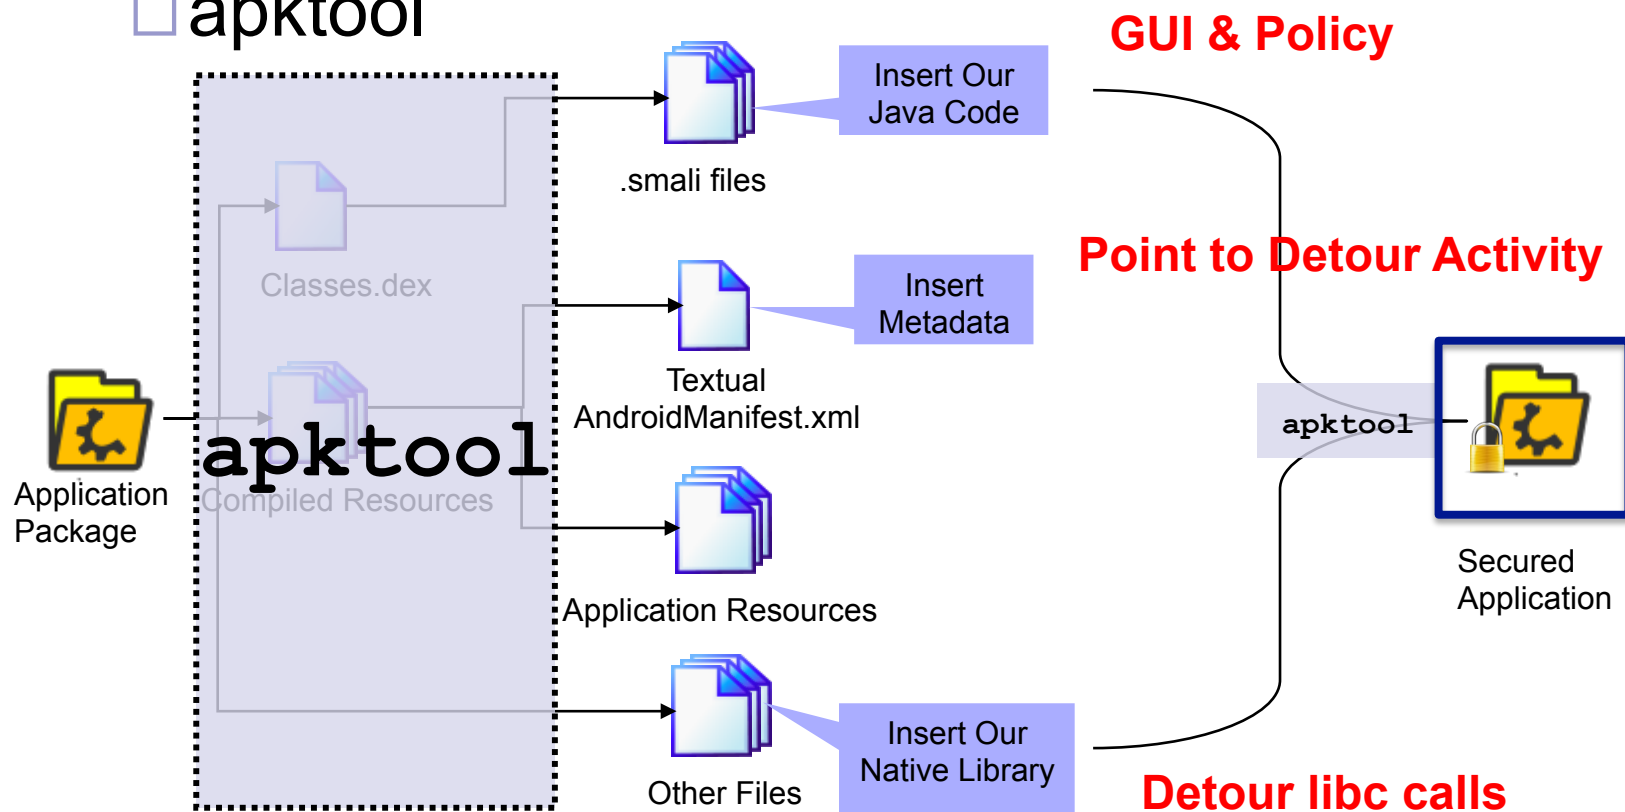 apktool
GUI & Policy
Insert Our
Java Code
.smali files
Point to Detour Activity
Classes.dex
Insert
Metadata
Textual
AndroidManifest.xml
apktool
Compiled Resources
Application
Package
apktool
Application Resources
Secured
Application
Insert Our
Native Library
Other Files
Detour libc calls